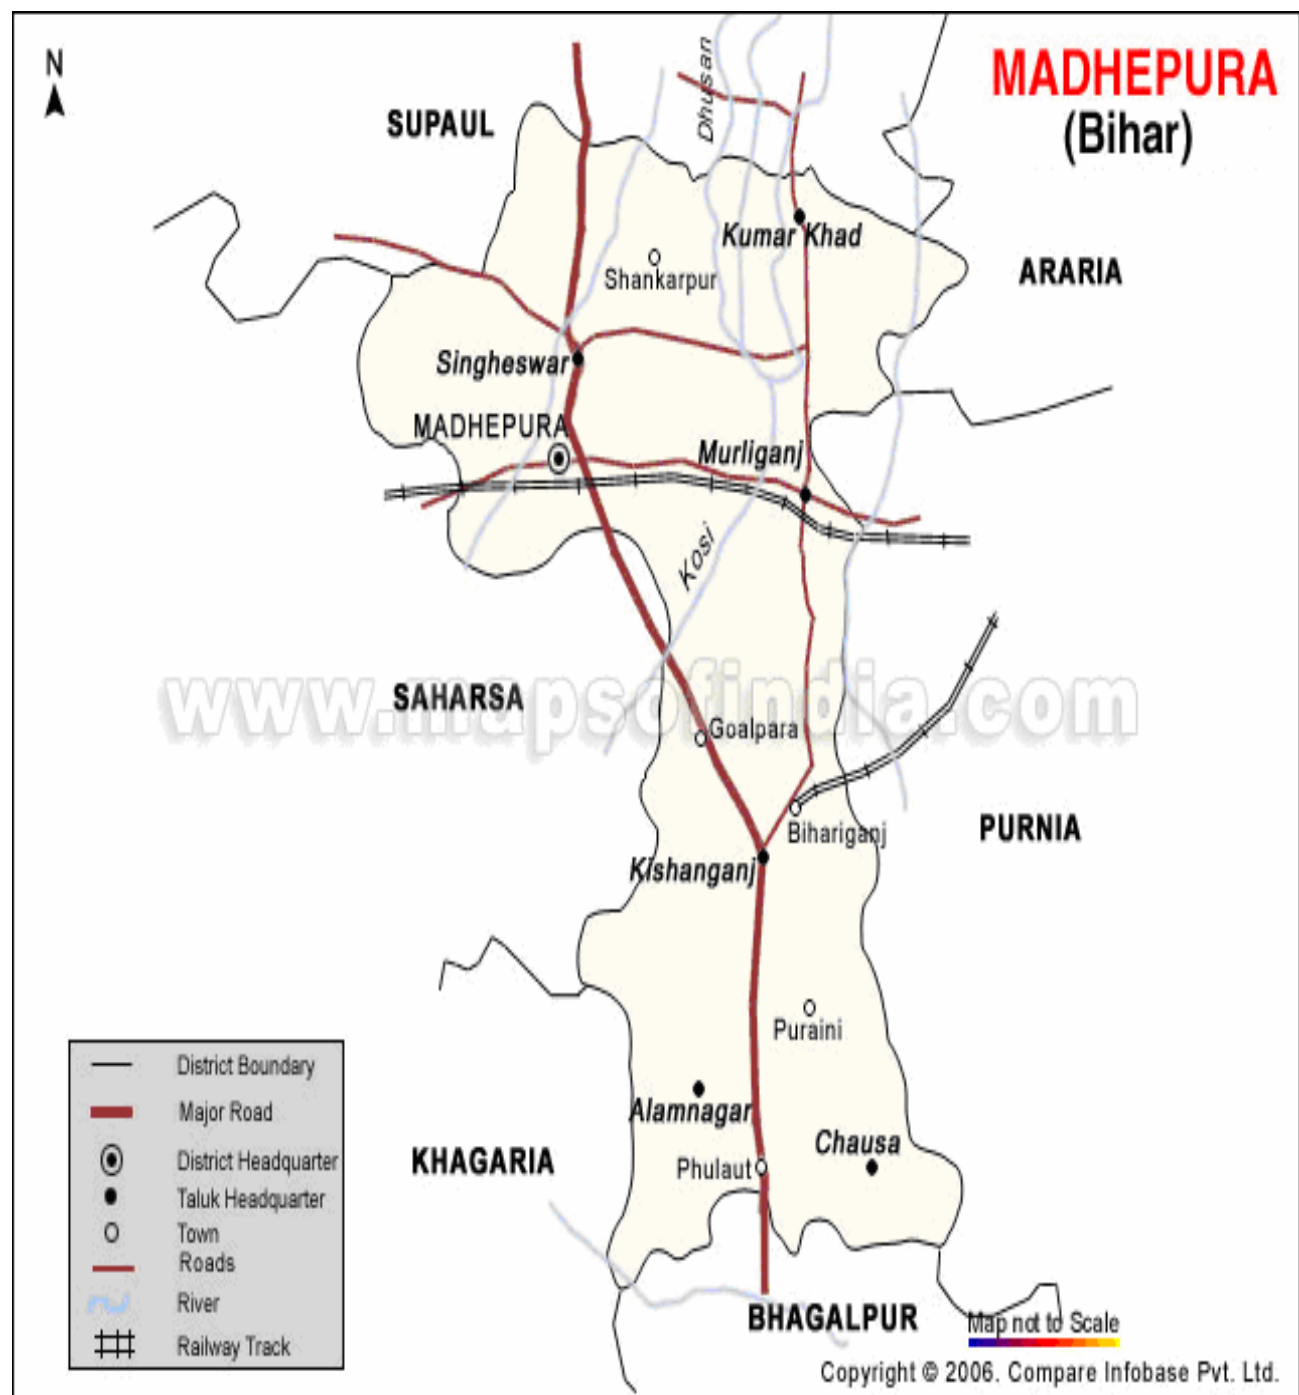 N
MADHEPURA
(Bihar)
SUPAUL
Dhusan
Kumar Khad
ARARIA
Shankarpur
Singheswar
MADHEPURA
Murliganj
Kosi
www.mapsofindia.com
SAHARSA
Goalpara
PURNIA
Bihariganj
Kishanganj
Puraini
Alamnagar
Chausa
KHAGARIA
Phulaut
District Boundary
Major Road
District Headquarter
Taluk Headquarter
Town
Roads
River
Railway Track
BHAGALPUR
Map not to Scale
Copyright © 2006. Compare Infobase Pvt. Ltd.